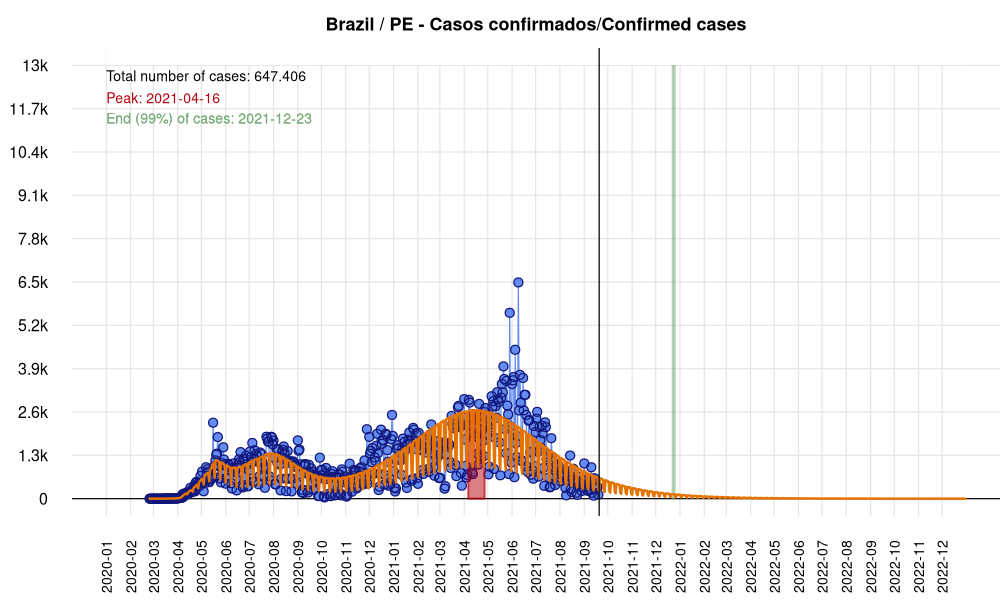 Brazil / PE - Casos confirmados/Confirmed cases
Total number of cases: 647.406
Peak: 2021-04-16
End (99%) of cases: 2021-12-23
13k
11.7k
10.4k
9.1k
7.8k
6.5k
5.2k
3.9k
2.6k
1.3k
0
2020-01
2020-02
2020-03
2020-04
2020-05
2020-06
2020-07
2020-08
2020-09
2020-10
2020-11
2020-12
2021-01
2021-02
2021-03
2021-04
2021-05
2021-06
2021-07
2021-08
2021-09
2021-10
2021-11
2021-12
2022-01
2022-02
2022-03
2022-04
2022-05
2022-06
2022-07
2022-08
2022-09
2022-10
2022-11
2022-12